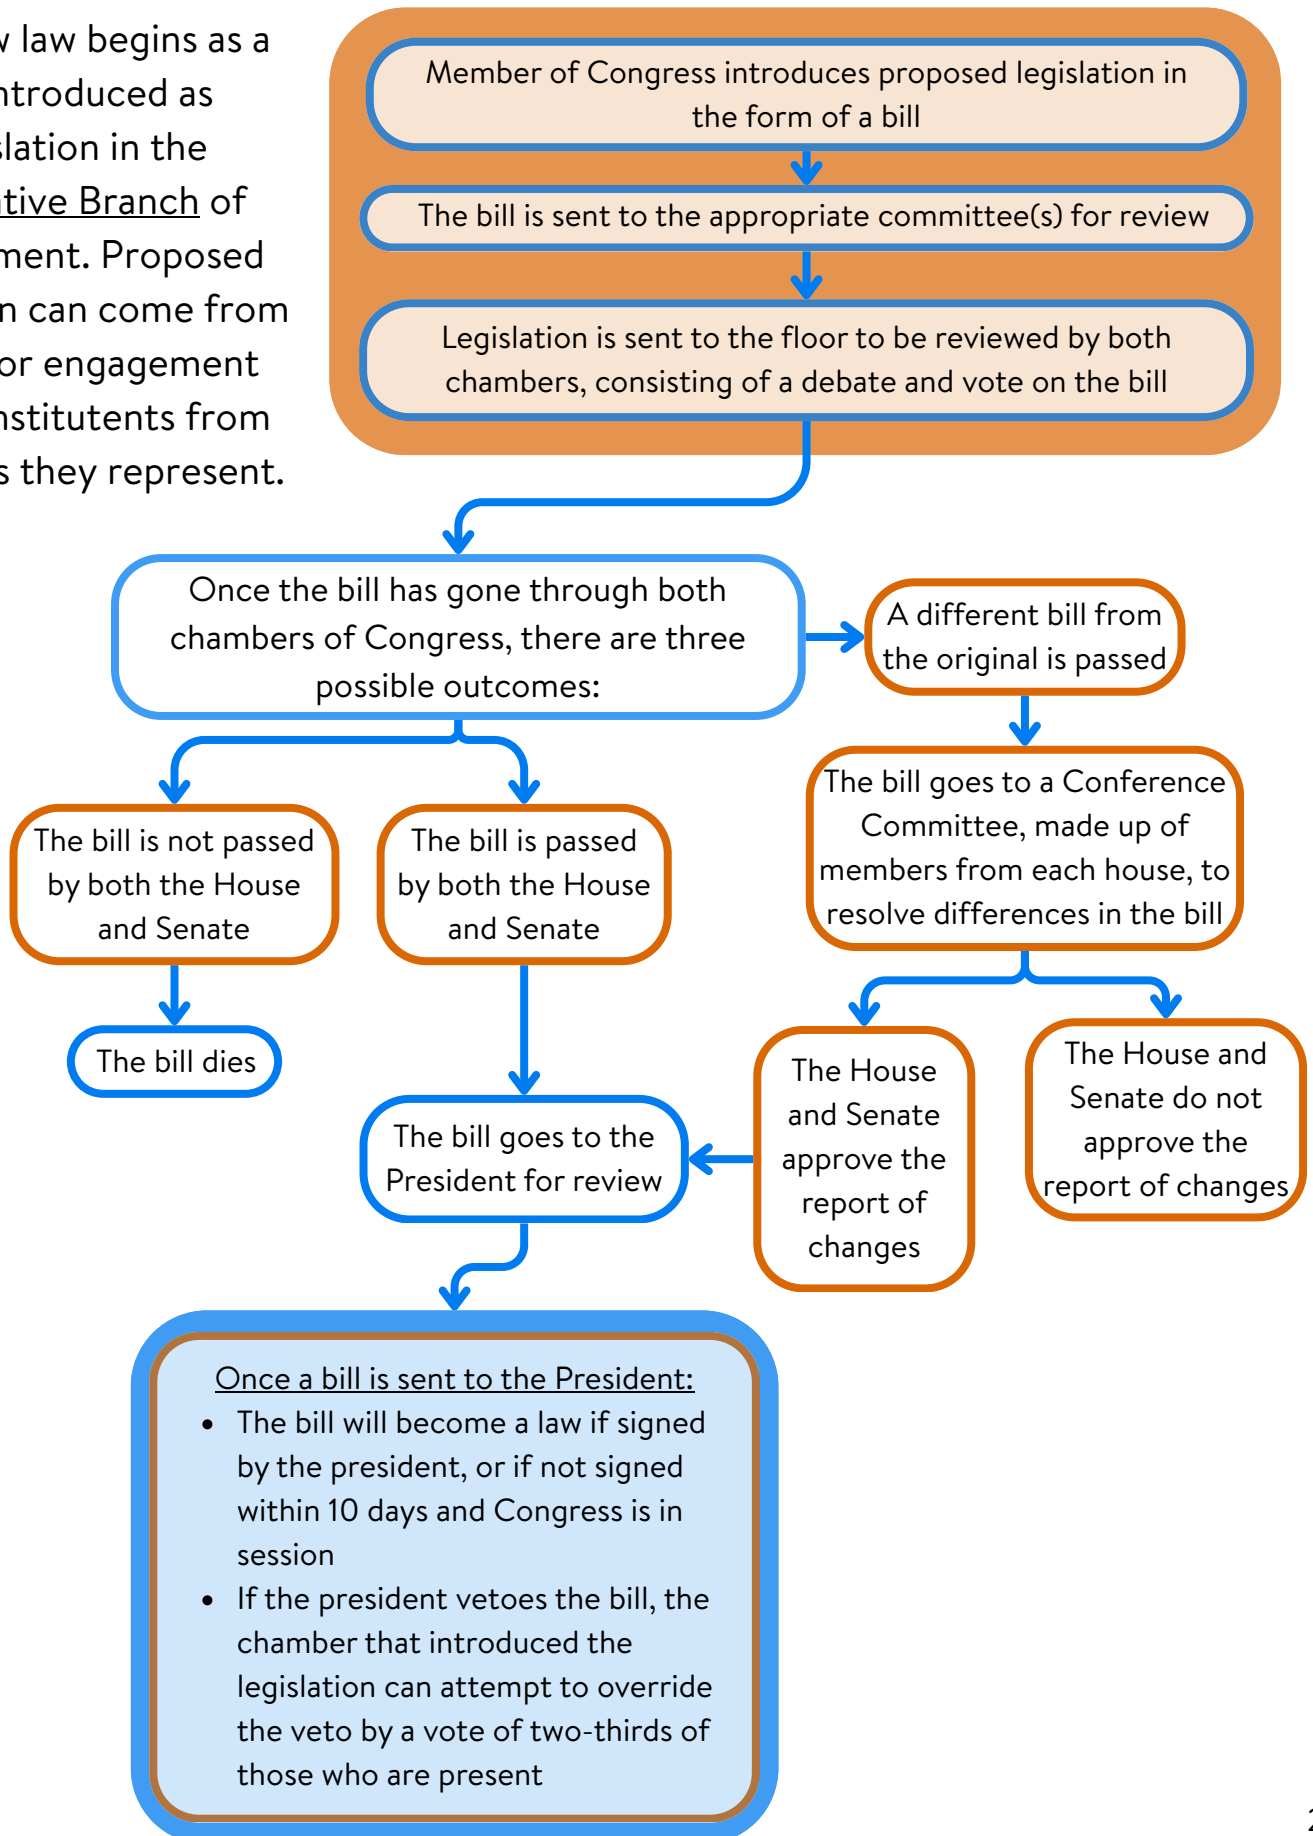 law begins as a
ntroduced as
slation in the
ative Branch of
ment. Proposed
n can come from
or engagement
nstitutents from
s they represent.
Member of Congress introduces proposed legislation in
the form of a bill
The bill is sent to the appropriate committee(s) for review
Legislation is sent to the floor to be reviewed by both
chambers, consisting of a debate and vote on the bill
Once the bill has gone through both
chambers of Congress, there are three
possible outcomes:
A different bill from
the original is passed
The bill goes to a Conference
Committee, made up of
members from each house, to
resolve differences in the bill
The bill is not passed
by both the House
and Senate
The bill is passed
by both the House
and Senate
The bill dies
The bill goes to the
President for review
The House
and Senate
approve the
report of
changes
The House and
Senate do not
approve the
report of changes
Once a bill is sent to the President:
• The bill will become a law if signed
by the president, or if not signed
within 10 days and Congress is in
session
• If the president vetoes the bill, the
chamber that introduced the
legislation can attempt to override
the veto by a vote of two-thirds of
those who are present